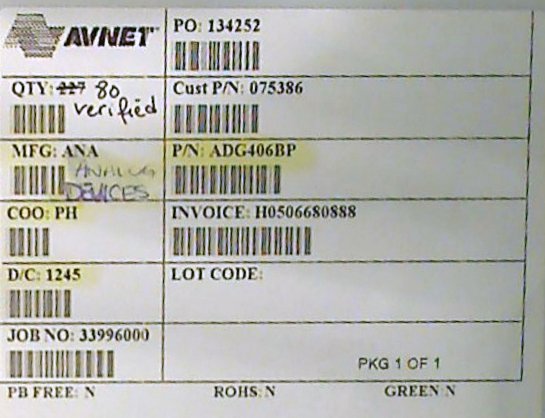 AVNET
PO: 134252
QTY: 227 80
verified
Cust P/N: 075386
MFG: ANA
ANALOG
DEVICES
P/N: ADG406BP
COO: PH
INVOICE: H0506680888
D/C: 1245
LOT CODE:
JOB NO: 33996000
PKG 1 OF 1
PB FREE: N
ROHS: N
GREEN N